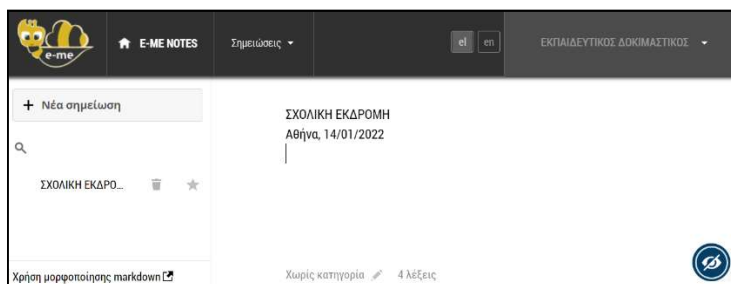 e-me
E-ME NOTES
Σημειώσεις
el en
ΕΚΠΑΙΔΕΥΤΙΚΟΣ ΔΟΚΙΜΑΣΤΙΚΟΣ
+ Νέα σημείωση
ΣΧΟΛΙΚΗ ΕΚΔΡΟ...
Χρήση μορφοποίησης markdown
ΣΧΟΛΙΚΗ ΕΚΔΡΟΜΗ
Αθήνα, 14/01/2022
Χωρίς κατηγορία 4 λέξεις